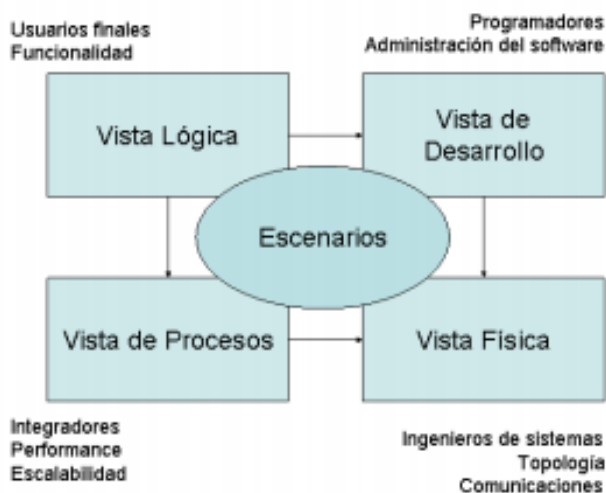 Usuarios finales
Funcionalidad
Programadores
Administración del software
Vista Lógica
Vista de
Desarrollo
Escenarios
Vista de Procesos
Vista Física
Integradores
Performance
Escalabilidad
Ingenieros de sistemas
Topología
Comunicaciones